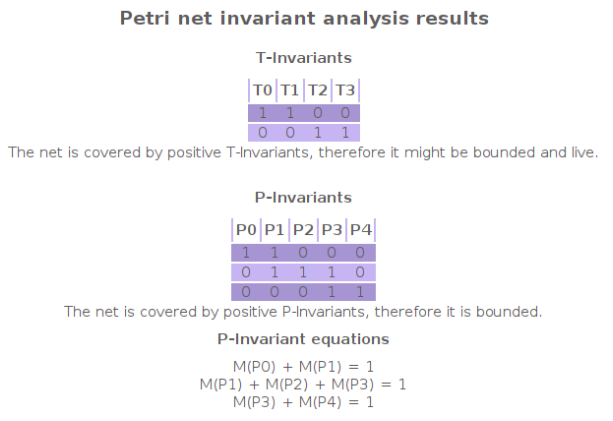 Petri net invariant analysis results
T-Invariants
T0 T1 T2 T3
1 1 0 0
0 0 1 1
The net is covered by positive T-Invariants, therefore it might be bounded and live.
P-Invariants
P0 P1 P2 P3 P4
1 1 0 0 0
0 1 1 1 0
0 0 0 1 1
The net is covered by positive P-Invariants, therefore it is bounded.
P-Invariant equations
M(P0) + M(P1) = 1
M(P1) + M(P2) + M(P3) = 1
M(P3) + M(P4) = 1